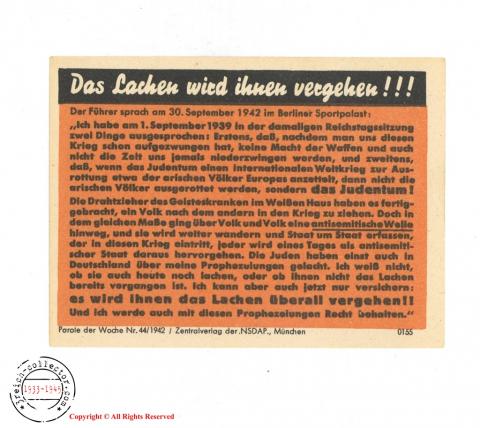 Das Lachen wird ihnen vergehen!!!
Der Führer sprach am 30. September 1942 im Berliner Sportpalast:
„Ich habe am 1. September 1939 in der damaligen Reichstagssitzung
zwei Dinge ausgesprochen: Erstens, daß, nachdem man uns diesen
Krieg schon aufgezwungen hat, keine Macht der Waffen und auch
nicht die Zeit uns jemals niederzwingen werden, und zweitens,
daß, wenn das Judentum einen internationalen Weltkrieg zur Aus-
rottung etwa der arischen Völker Europas anzettelt, dann nicht die
arischen Völker ausgerottet werden, sondern das Judentum!
Die Drahtzieher des Geisteskranken im Weißen Haus haben es fertig-
gebracht, ein Volk nach dem andern in den Krieg zu ziehen. Doch in
dem gleichen Maße ging über Volk und Volk eine antisemitische Welle
hinweg, und sie wird weiter wandern und Staat um Staat erfassen,
der in diesen Krieg eintritt, jeder wird eines Tages als antisemiti-
scher Staat daraus hervorgehen. Die Juden haben einst auch in
Deutschland über meine Prophezeiungen gelacht. Ich weiß nicht,
ob sie auch heute noch lachen, oder ob ihnen nicht das Lachen
bereits vergangen ist. Ich kann aber auch jetzt nur versichern:
es wird ihnen das Lachen überall vergehen!!
Und ich werde auch mit diesen Prophezeiungen Recht behalten."
Parole der Woche Nr. 44/1942 / Zentralverlag der NSDAP., München 0155
3reich-collector.com
1933-1945
Copyright © All Rights Reserved